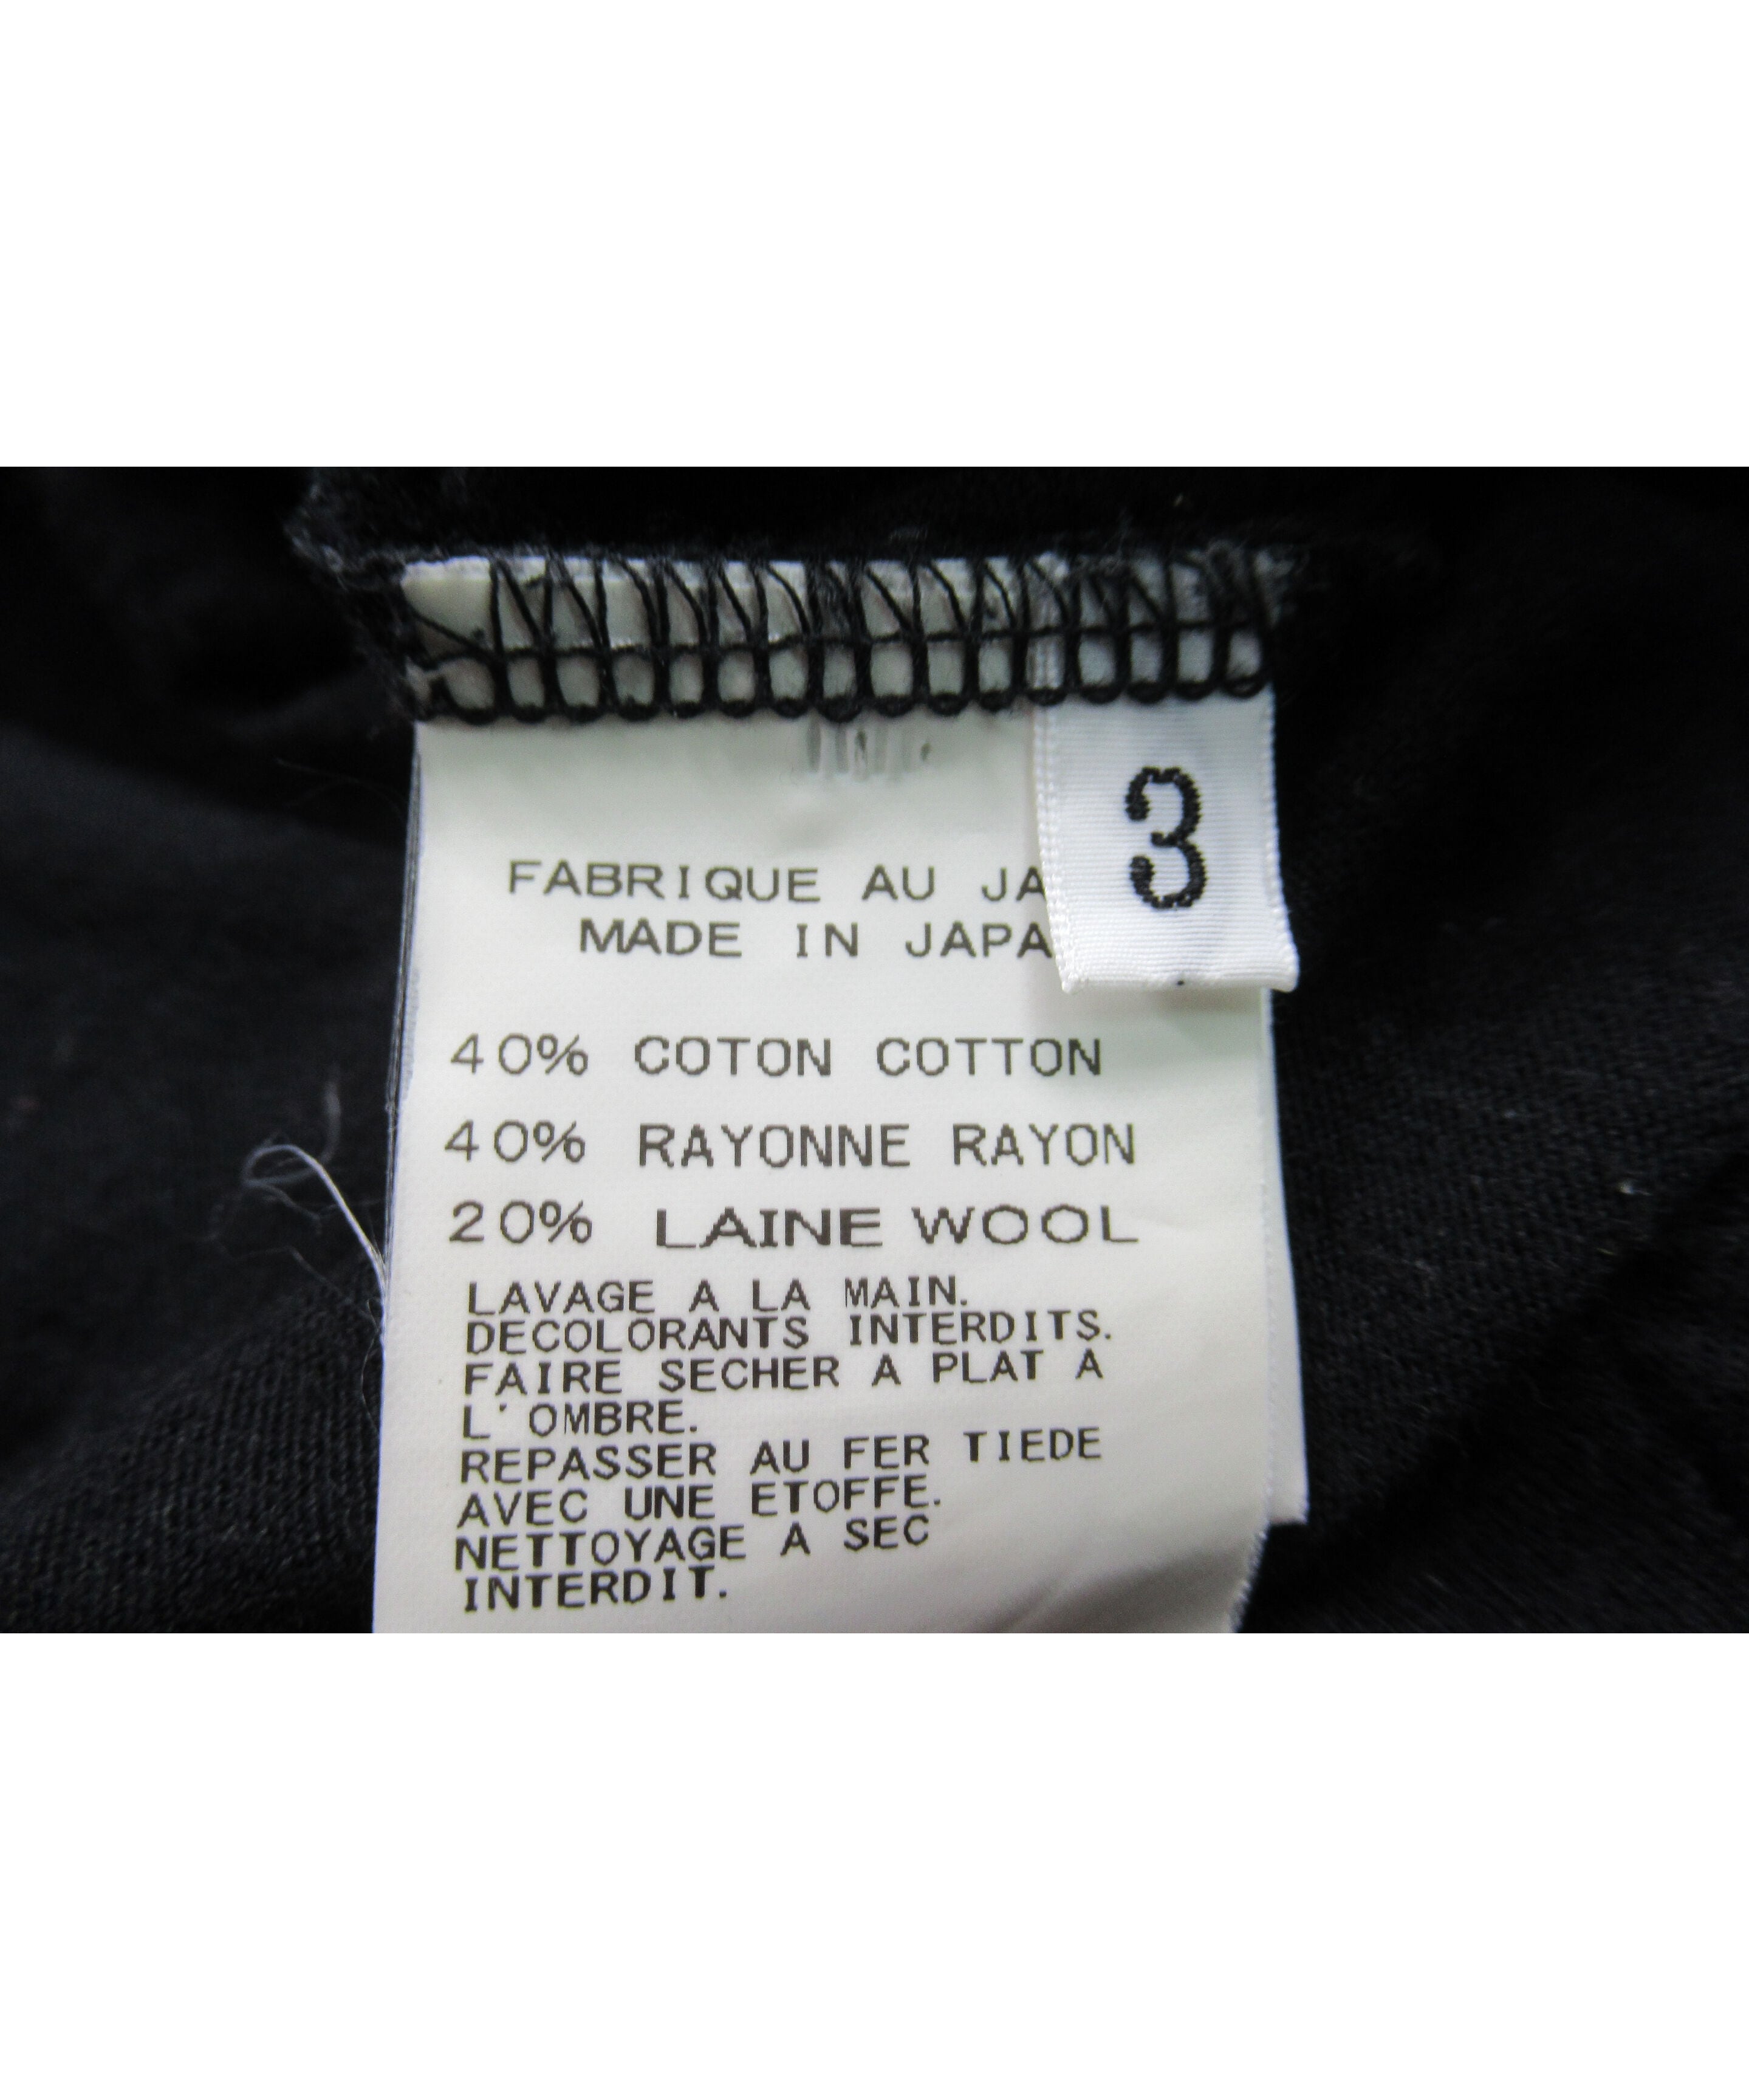 3
FABRIQUE AU JA
MADE IN JAPA
40% COTON COTTON
40% RAYONNE RAYON
20% LAINE WOOL
LAVAGE A LA MAIN.
DECOLORANTS INTERDITS.
FAIRE SECHER A PLAT A
L'OMBRE.
REPASSER AU FER TIEDE
AVEC UNE ETOFFE.
NETTOYAGE A SEC
INTERDIT.